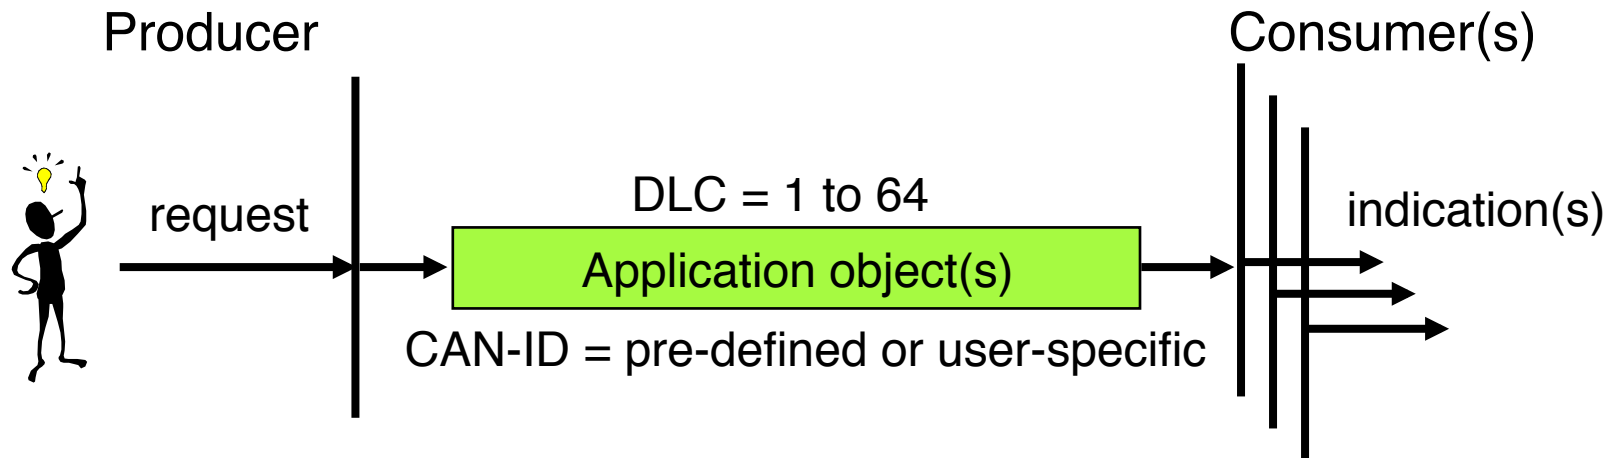 Producer
Consumer(s)
request
DLC = 1 to 64
indication(s)
Application object(s)
CAN-ID = pre-defined or user-specific